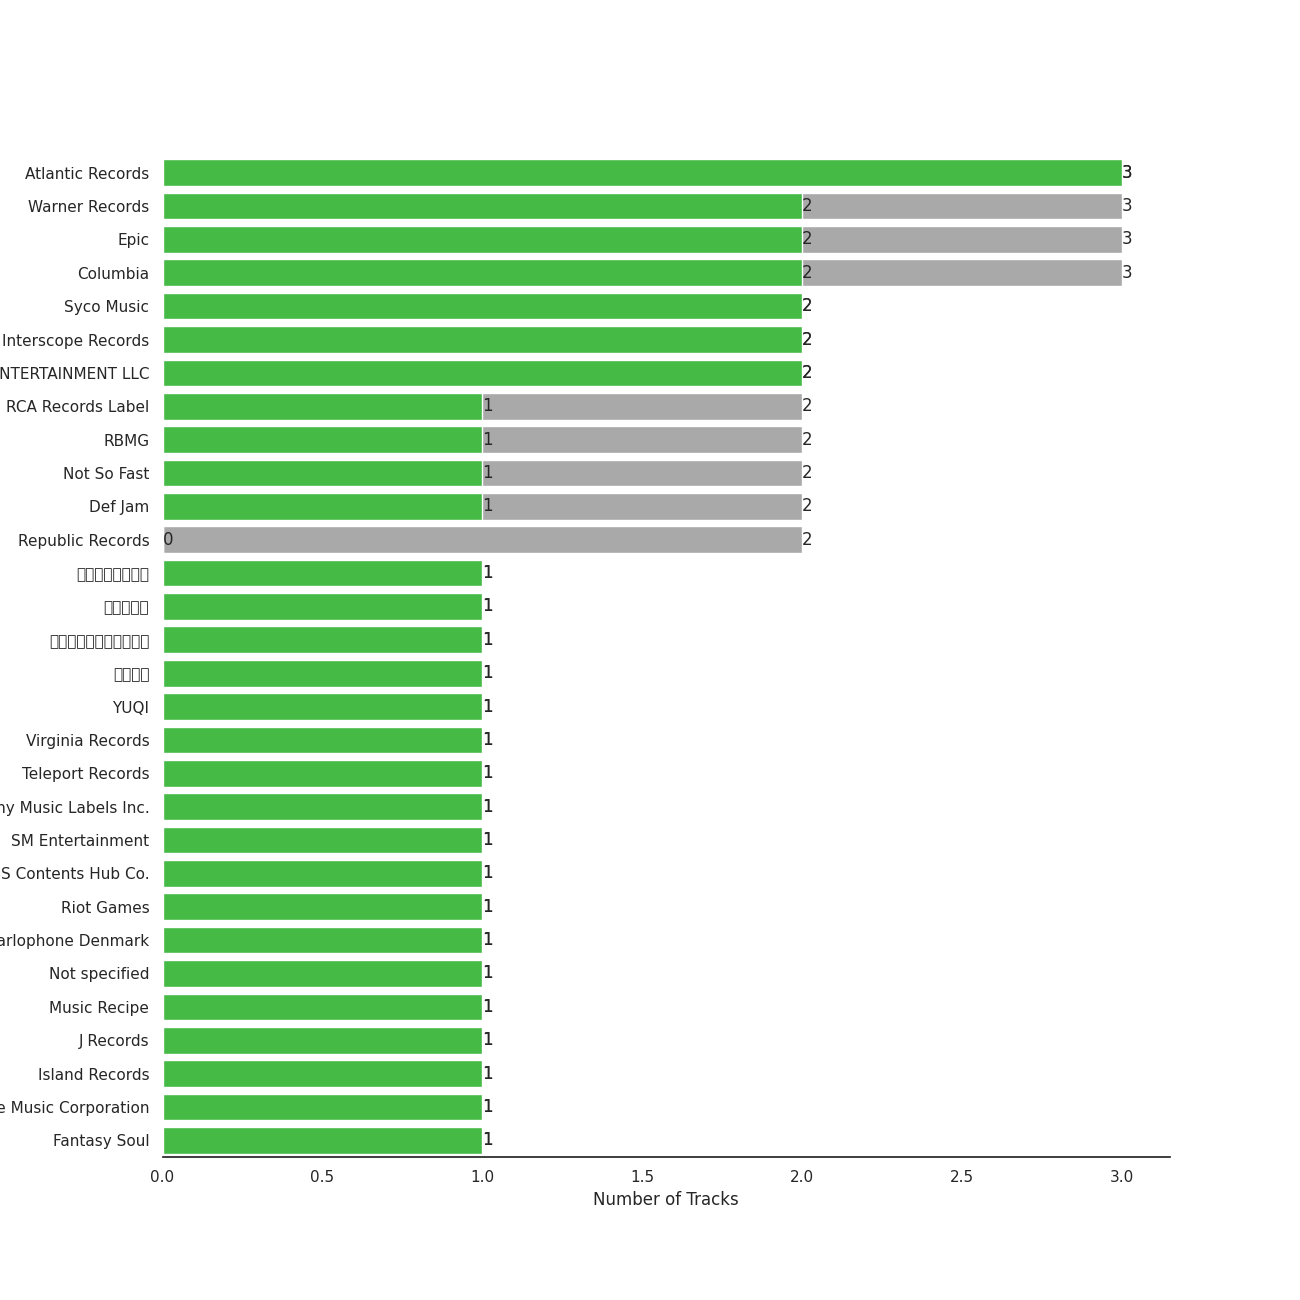 Atlantic Records 3
Warner Records 2 3
Epic 2 3
Columbia 2 3
Syco Music 2
Interscope Records 2
NTERTAINMENT LLC 2
RCA Records Label 1 2
RBMG 1 2
Not So Fast 1 2
Def Jam 1 2
Republic Records 0 2
1
1
1
1
YUQI 1
Virginia Records 1
Teleport Records 1
ny Music Labels Inc. 1
SM Entertainment 1
S Contents Hub Co. 1
Riot Games 1
arlophone Denmark 1
Not specified 1
Music Recipe 1
J Records 1
Island Records 1
e Music Corporation 1
Fantasy Soul 1
0.0 0.5 1.0 1.5 2.0 2.5 3.0
Number of Tracks